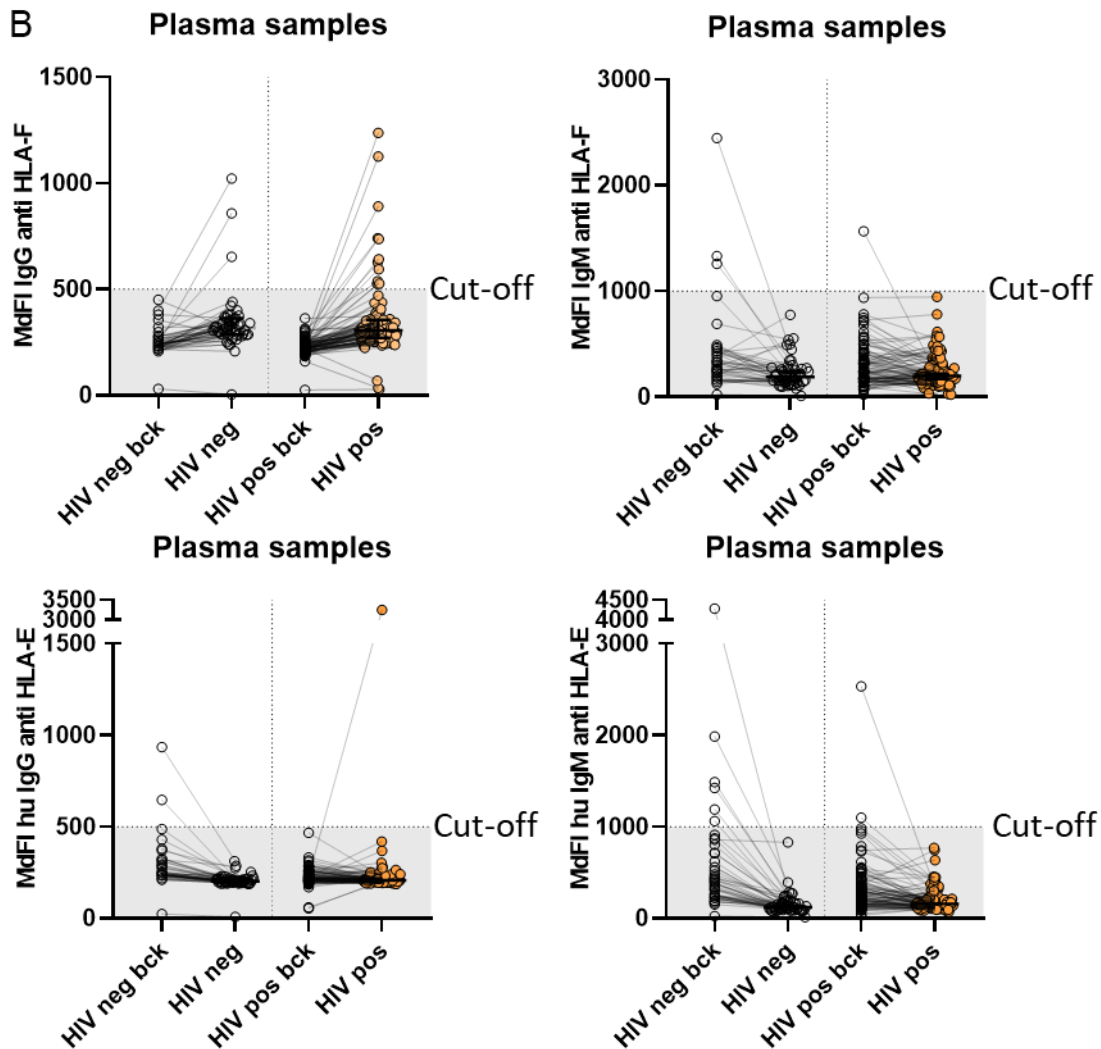 B
Plasma samples
MdFI IgG anti HLA-F
1500
1000
500
0
Cut-off
HIV neg bck
HIV neg
HIV pos bck
HIV pos
Plasma samples
MdFI IgM anti HLA-F
3000
2000
1000
0
HIV neg bck
HIV neg
HIV pos bck
HIV pos
Plasma samples
MdFI hu IgG anti HLA-E
3500
3000
1500
1000
500
0
Cut-off
HIV neg bck
HIV neg
HIV pos bck
HIV pos
Plasma samples
MdFI hu IgM anti HLA-E
4500
4000
3000
2000
1000
0
Cut-off
HIV neg bck
HIV neg
HIV pos bck
HIV pos